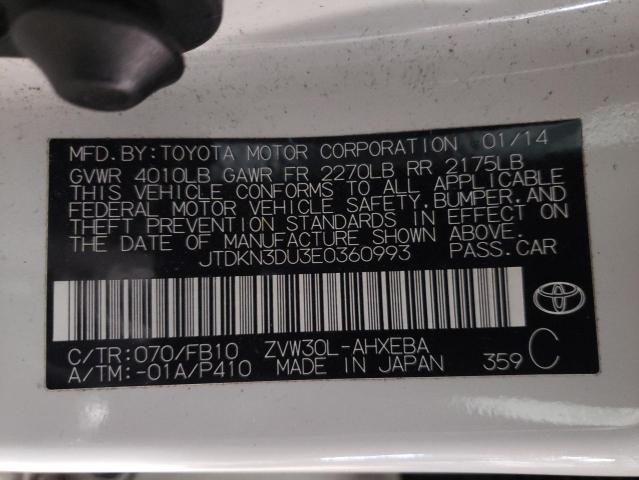 MFD.BY:TOYOTA MOTOR CORPORATION 01/14
GVWR 4010LB GAWR FR 2270LB RR 2175LB
THIS VEHICLE CONFORMS TO ALL APPLICABLE
FEDERAL MOTOR VEHICLE SAFETY,BUMPER,AND
THEFT PREVENTION STANDARDS IN EFFECT ON
THE DATE OF MANUFACTURE SHOWN ABOVE.
JTDKN3DU3E0360993 PASS.CAR
C/TR:070/FB10 ZVW30L-AHXEBA
A/TM:-01A/P410 MADE IN JAPAN 359 C